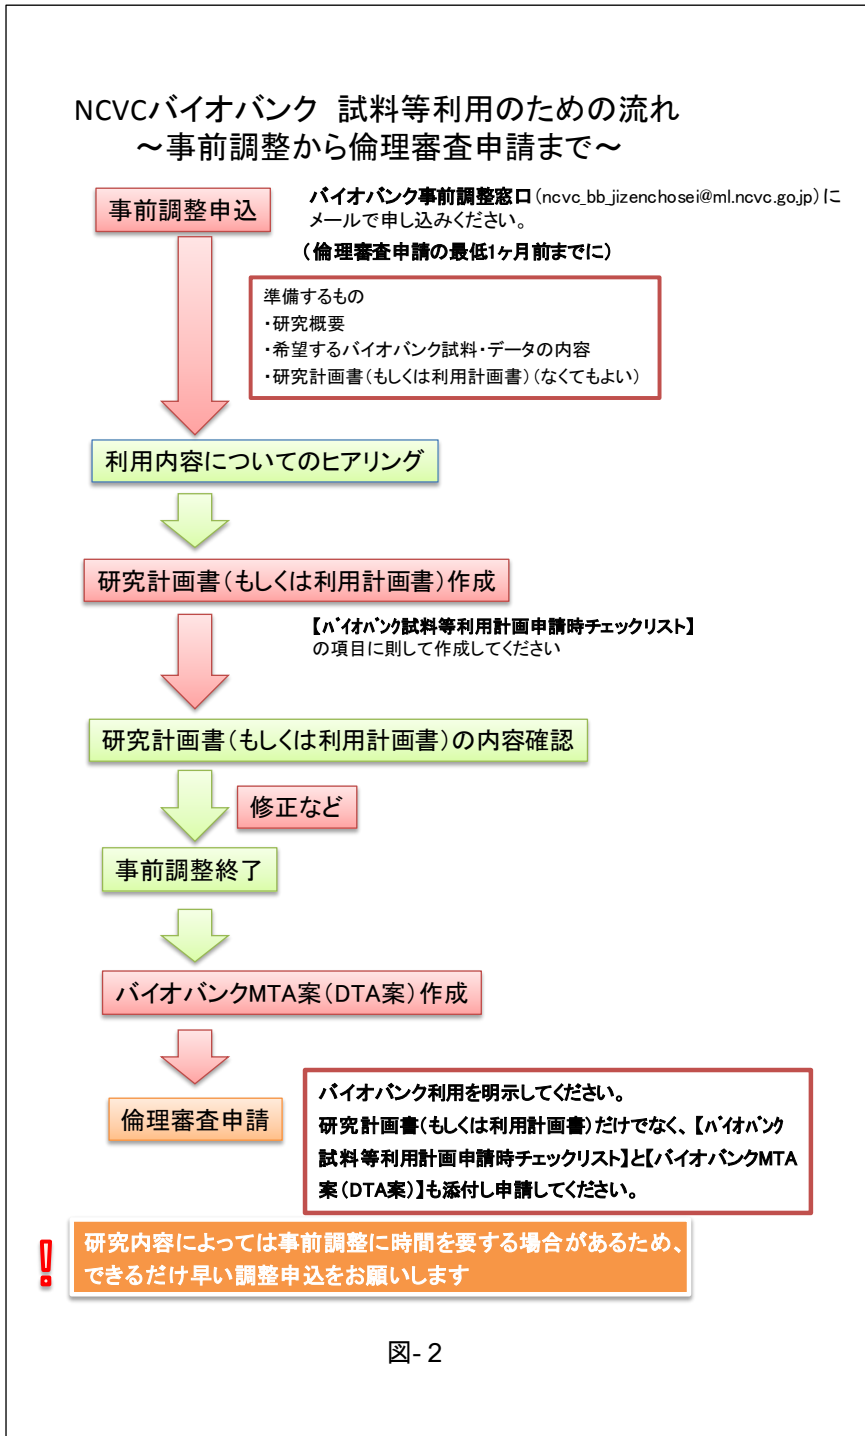 NCVCバイオバンク 試料等利用のための流れ
～事前調整から倫理審査申請まで～
事前調整申込
バイオバンク事前調整窓口(ncvc_bb_jizenchosei@ml.ncvc.go.jp)に
メールで申し込みください。
(倫理審査申請の最低1ヶ月前までに)
準備するもの
・研究概要
・希望するバイオバンク試料・データの内容
・研究計画書(もしくは利用計画書)(なくてもよい)
利用内容についてのヒアリング
研究計画書(もしくは利用計画書)作成
【ﾊﾞｲｵﾊﾞﾝｸ試料等利用計画申請時チェックリスト】
の項目に則して作成してください
研究計画書(もしくは利用計画書)の内容確認
修正など
事前調整終了
バイオバンクMTA案(DTA案)作成
倫理審査申請
バイオバンク利用を明示してください。
研究計画書(もしくは利用計画書)だけでなく、【ﾊﾞｲｵﾊﾞﾝｸ
試料等利用計画申請時チェックリスト】と【バイオバンクMTA
案(DTA案)】も添付し申請してください。
!
研究内容によっては事前調整に時間を要する場合があるため、
できるだけ早い調整申込をお願いします
図-2